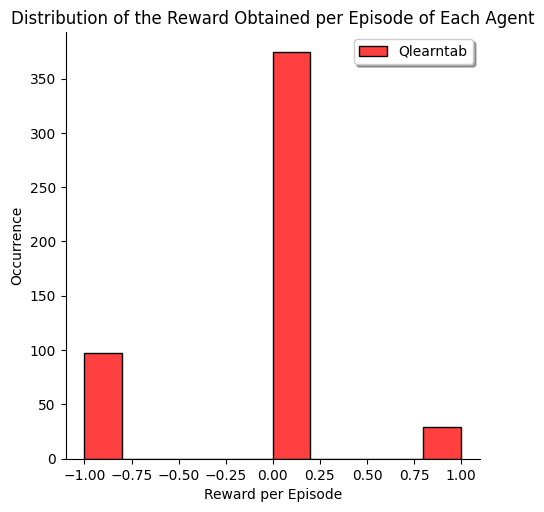 Distribution of the Reward Obtained per Episode of Each Agent
Qlearntab
350
300
250
200
150
100
50
0
Occurrence
−1.00 −0.75 −0.50 −0.25 0.00 0.25 0.50 0.75 1.00
Reward per Episode